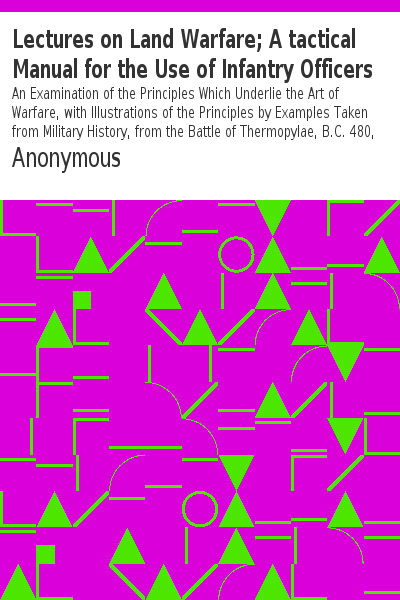 Lectures on Land Warfare; A tactical
Manual for the Use of Infantry Officers
An Examination of the Principles Which Underlie the Art of
Warfare, with Illustrations of the Principles by Examples Taken
from Military History, from the Battle of Thermopylae, B.C. 480,
Anonymous